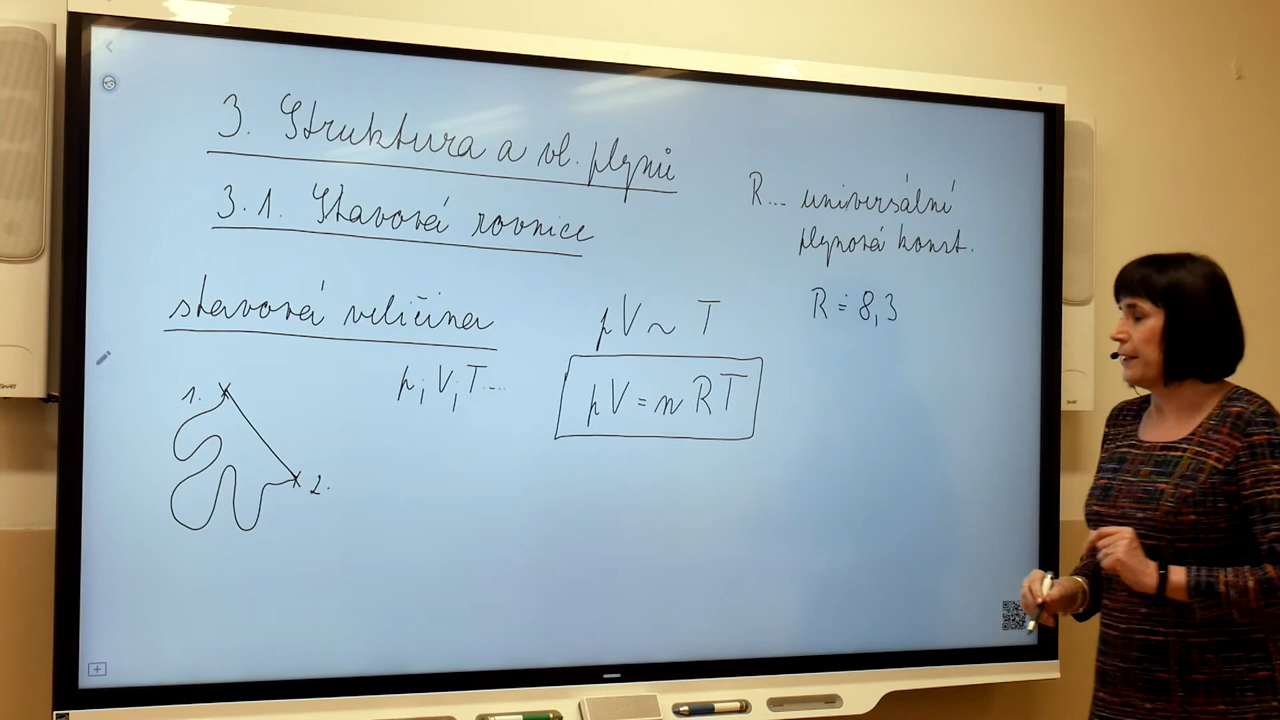 3. Struktura a vl. plynů
3.1. Stavová rovnice
stavová veličina
p, V, T...
1.
2.
pV ~ T
pV = nRT
R... universální
plynová konst.
R ≐ 8,3